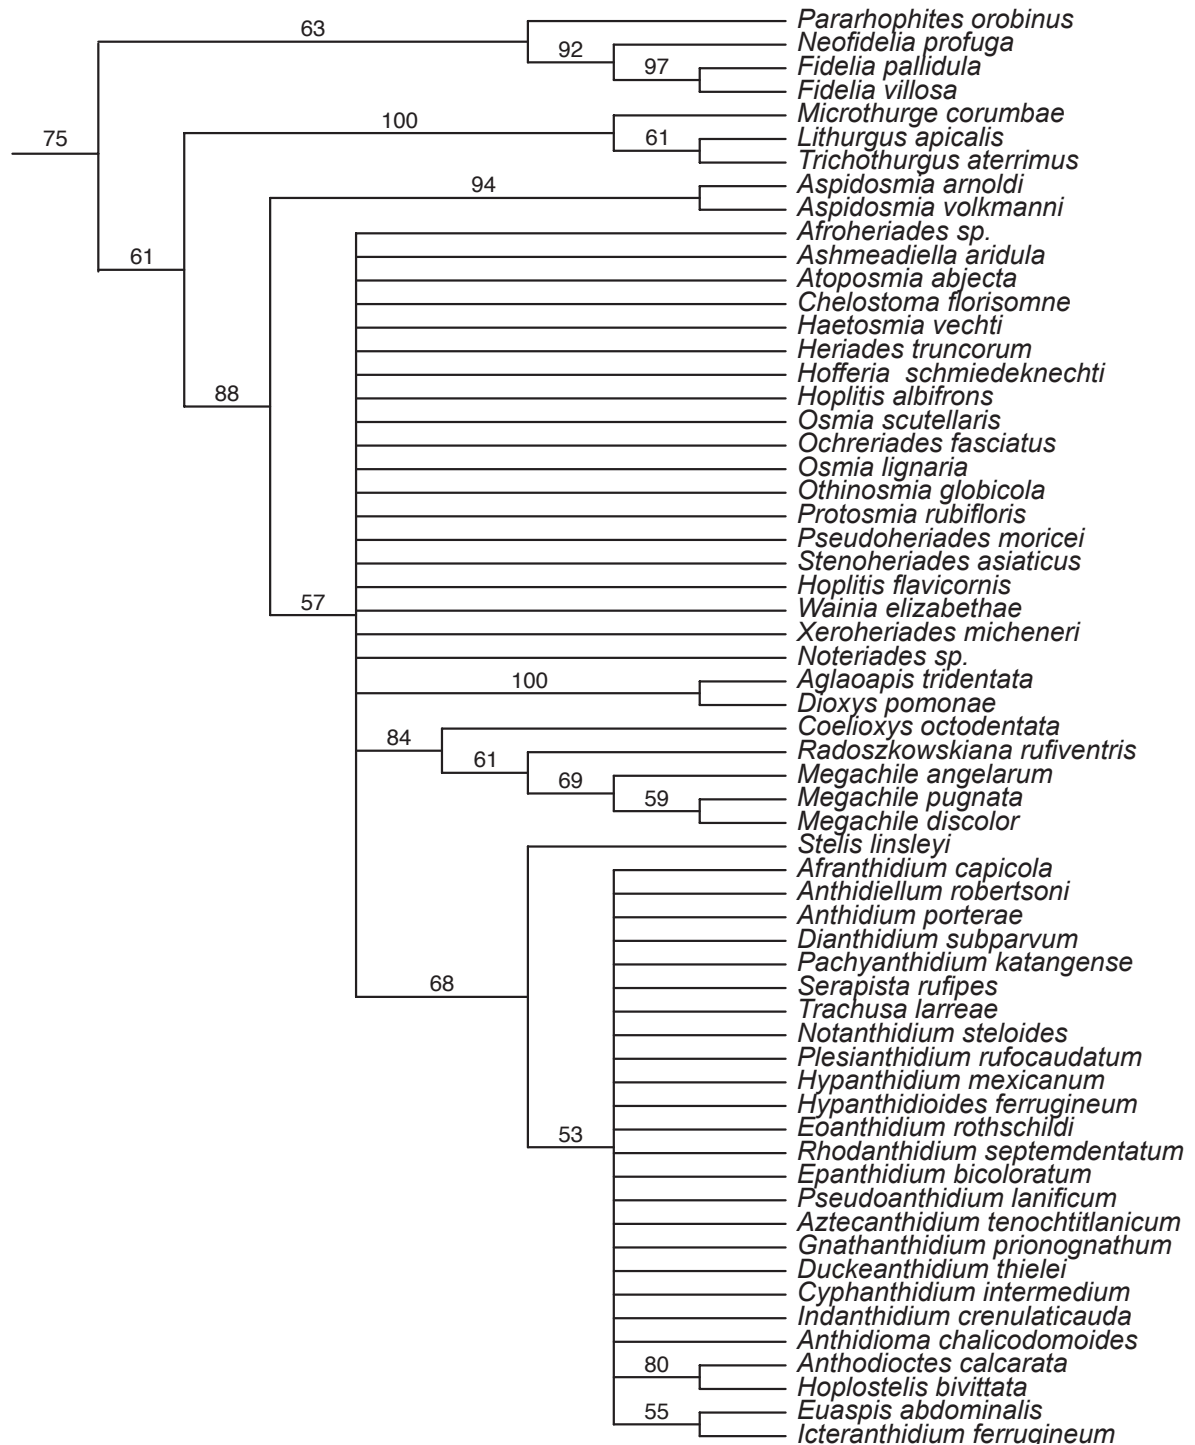 63
Pararhophites orobinus
Neofidelia profuga
92
Fidelia pallidula
97
Fidelia villosa
Microthurge corumbae
100
Lithurgus apicalis
61
75
Trichothurgus aterrimus
Aspidosmia arnoldi
94
Aspidosmia volkmanni
Afroheriades sp.
Ashmeadiella aridula
61
Atoposmia abjecta
Chelostoma florisomne
Haetosmia vechti
Heriades truncorum
Hofferia  schmiedeknechti
88
Hoplitis albifrons
Osmia scutellaris
Ochreriades fasciatus
Osmia lignaria
Othinosmia globicola
Protosmia rubifloris
Pseudoheriades moricei
Stenoheriades asiaticus
Hoplitis flavicornis
57
Wainia elizabethae
Xeroheriades micheneri
Noteriades sp.
100
Aglaoapis tridentata
Dioxys pomonae
Coelioxys octodentata
84
Radoszkowskiana rufiventris
61
Megachile angelarum
69
Megachile pugnata
59
Megachile discolor
Stelis linsleyi
Afranthidium capicola
Anthidiellum robertsoni
Anthidium porterae
Dianthidium subparvum
Pachyanthidium katangense
68
Serapista rufipes
Trachusa larreae
Notanthidium steloides
Plesianthidium rufocaudatum
Hypanthidium mexicanum
Hypanthidioides ferrugineum
Eoanthidium rothschildi
53
Rhodanthidium septemdentatum
Epanthidium bicoloratum
Pseudoanthidium lanificum
Aztecanthidium tenochtitlanicum
Gnathanthidium prionognathum
Duckeanthidium thielei
Cyphanthidium intermedium
Indanthidium crenulaticauda
Anthidioma chalicodomoides
80
Anthodioctes calcarata
Hoplostelis bivittata
55
Euaspis abdominalis
Icteranthidium ferrugineum